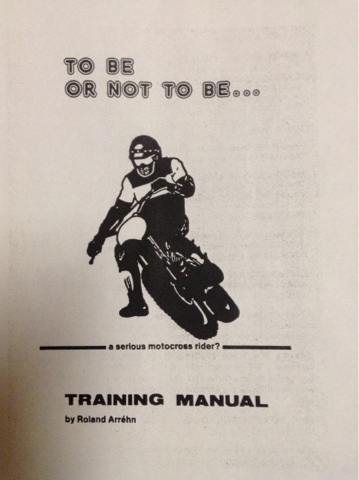 TO BE
OR NOT TO BE...
a serious motocross rider?
TRAINING MANUAL
by Roland Arréhn